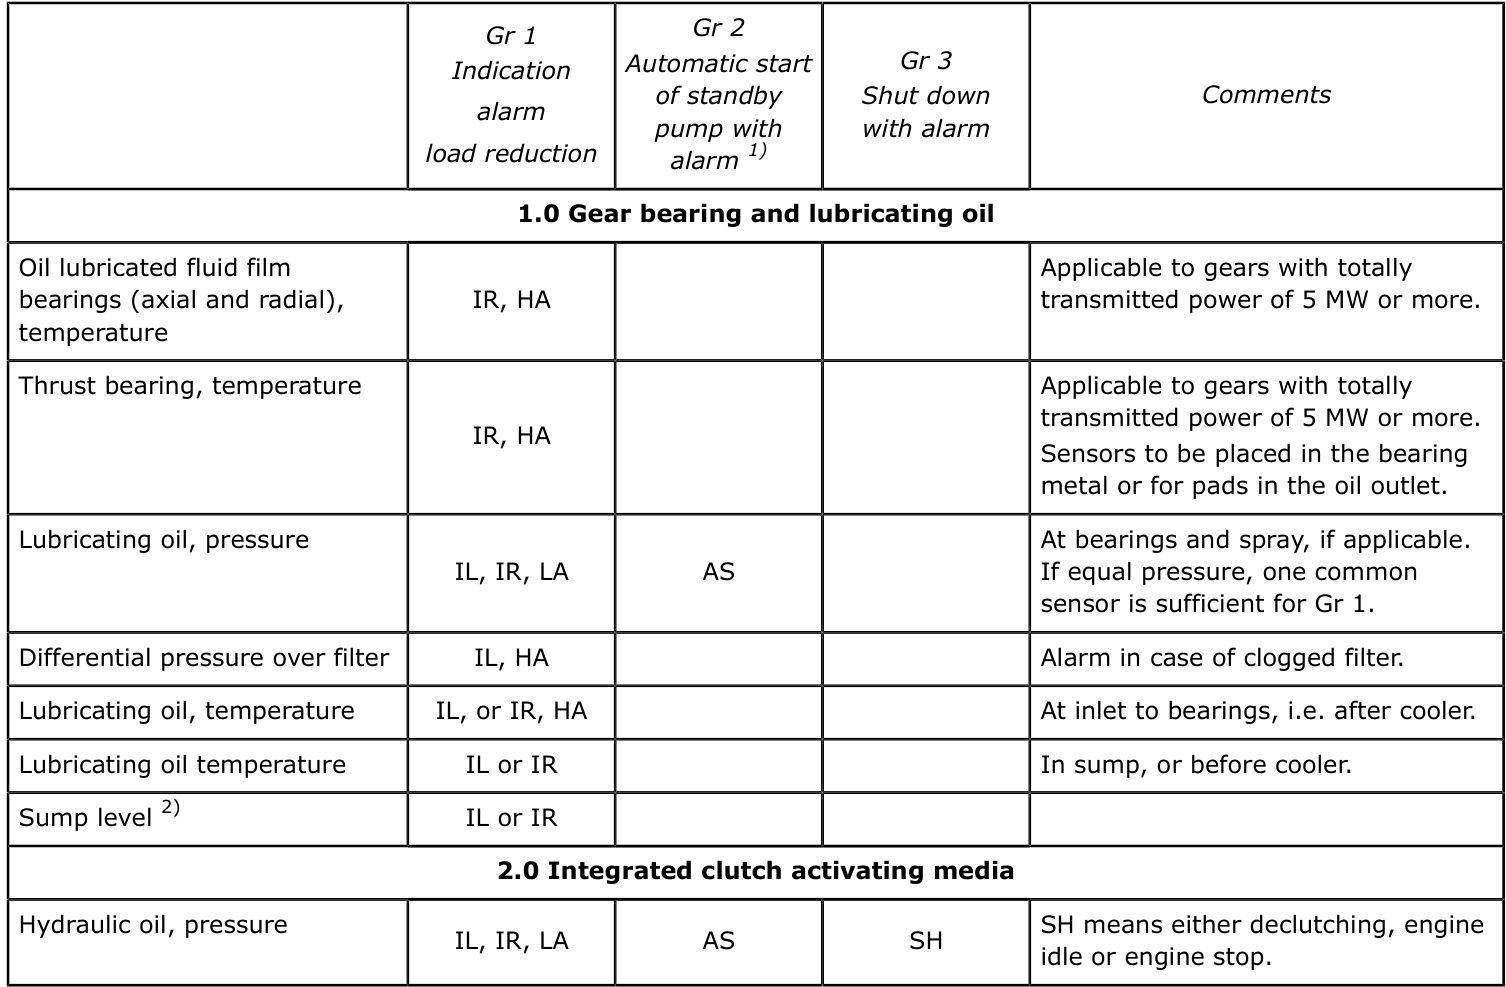 Gr 1
Indication
alarm
load reduction
Gr 2
Automatic start
of standby
pump with
alarm 1)
Gr 3
Shut down
with alarm
Comments
1.0 Gear bearing and lubricating oil
Oil lubricated fluid film
bearings (axial and radial),
temperature
IR, HA
Applicable to gears with totally
transmitted power of 5 MW or more.
Thrust bearing, temperature
IR, HA
Applicable to gears with totally
transmitted power of 5 MW or more.
Sensors to be placed in the bearing
metal or for pads in the oil outlet.
Lubricating oil, pressure
IL, IR, LA
AS
At bearings and spray, if applicable.
If equal pressure, one common
sensor is sufficient for Gr 1.
Differential pressure over filter
IL, HA
Alarm in case of clogged filter.
Lubricating oil, temperature
IL, or IR, HA
At inlet to bearings, i.e. after cooler.
Lubricating oil temperature
IL or IR
In sump, or before cooler.
Sump level 2)
IL or IR
2.0 Integrated clutch activating media
Hydraulic oil, pressure
IL, IR, LA
AS
SH
SH means either declutching, engine
idle or engine stop.